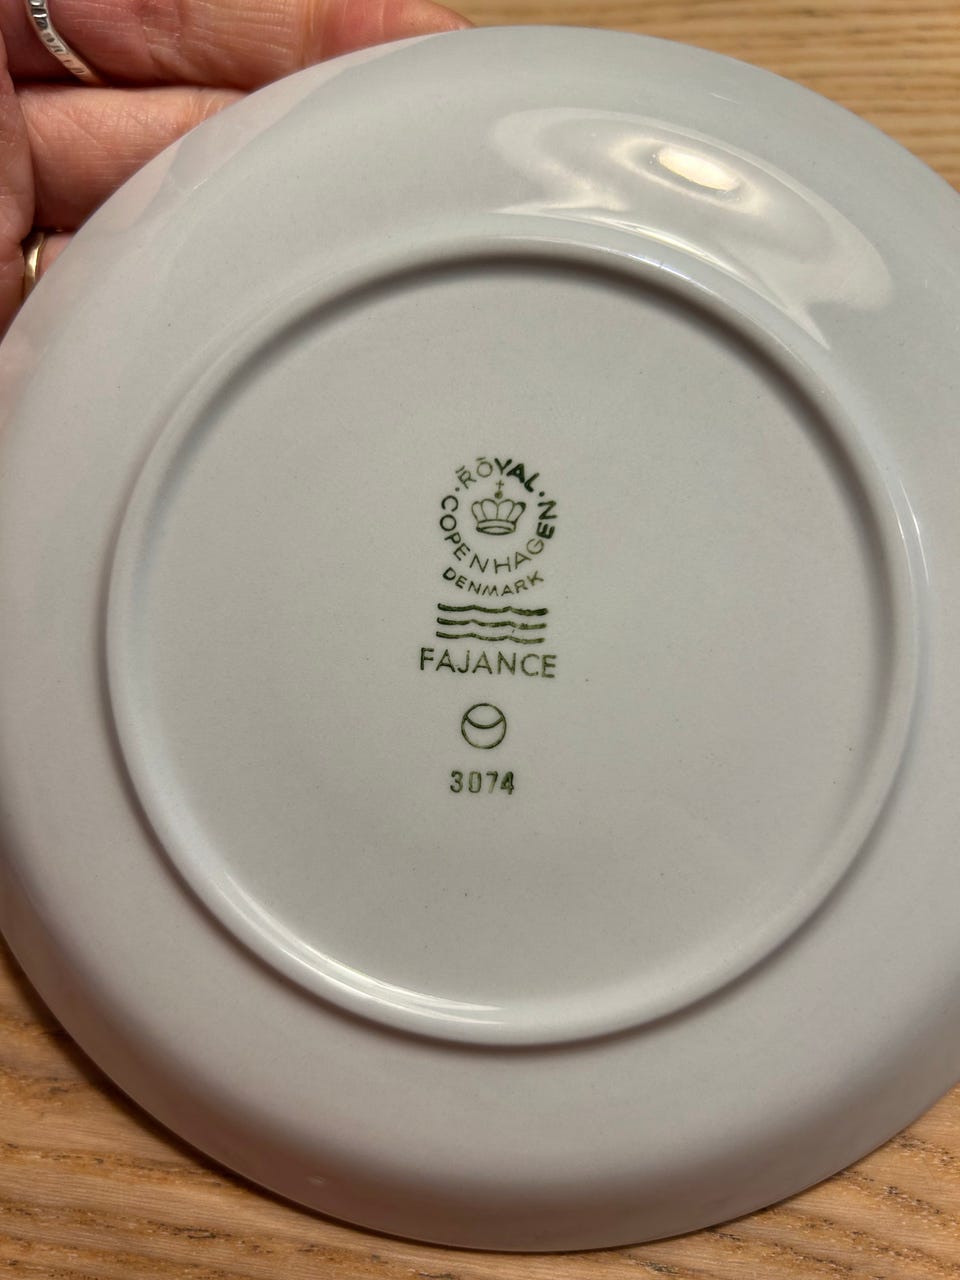 RŌYAL
COPENHAGEN
DENMARK
FAJANCE
3074